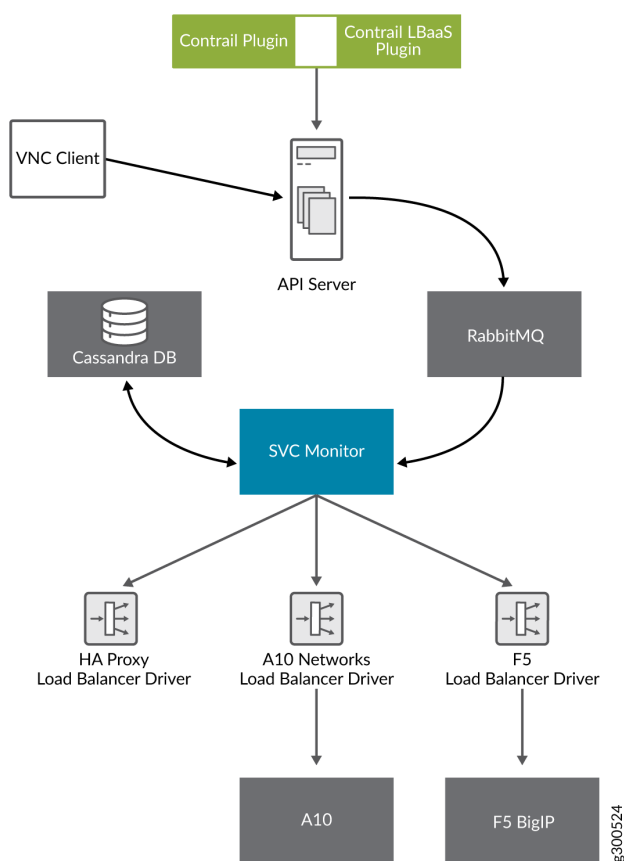 Contrail Plugin
Contrail LBaaS
Plugin
VNC Client
API Server
Cassandra DB
RabbitMQ
SVC Monitor
HA Proxy
Load Balancer Driver
A10 Networks
Load Balancer Driver
F5
Load Balancer Driver
A10
F5 BigIP
g300524